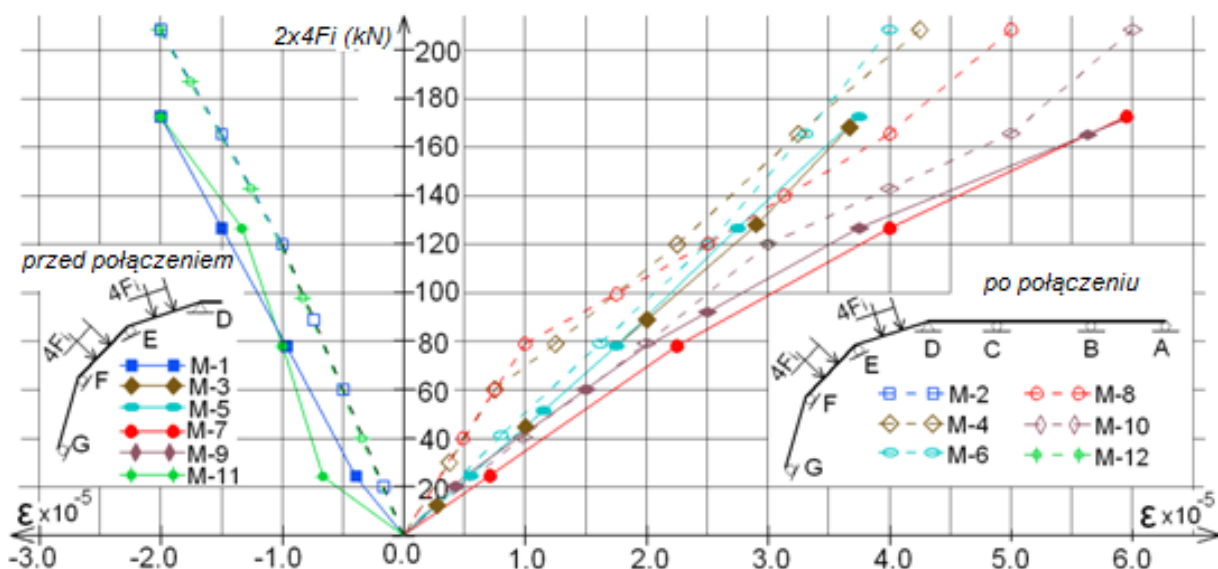 2x4Fi (kN)
200
180
160
140
120
100
80
60
40
20
przed połączeniem
4Fi
4Fi
D
E
F
G
M-1
M-3
M-5
M-7
M-9
M-11
po połączeniu
4Fi
4Fi
D C B A
E
F
G
M-2 M-8
M-4 M-10
M-6 M-12
ε x10⁻⁵
ε x10⁻⁵
-3.0 -2.0 -1.0 0.0 1.0 2.0 3.0 4.0 5.0 6.0